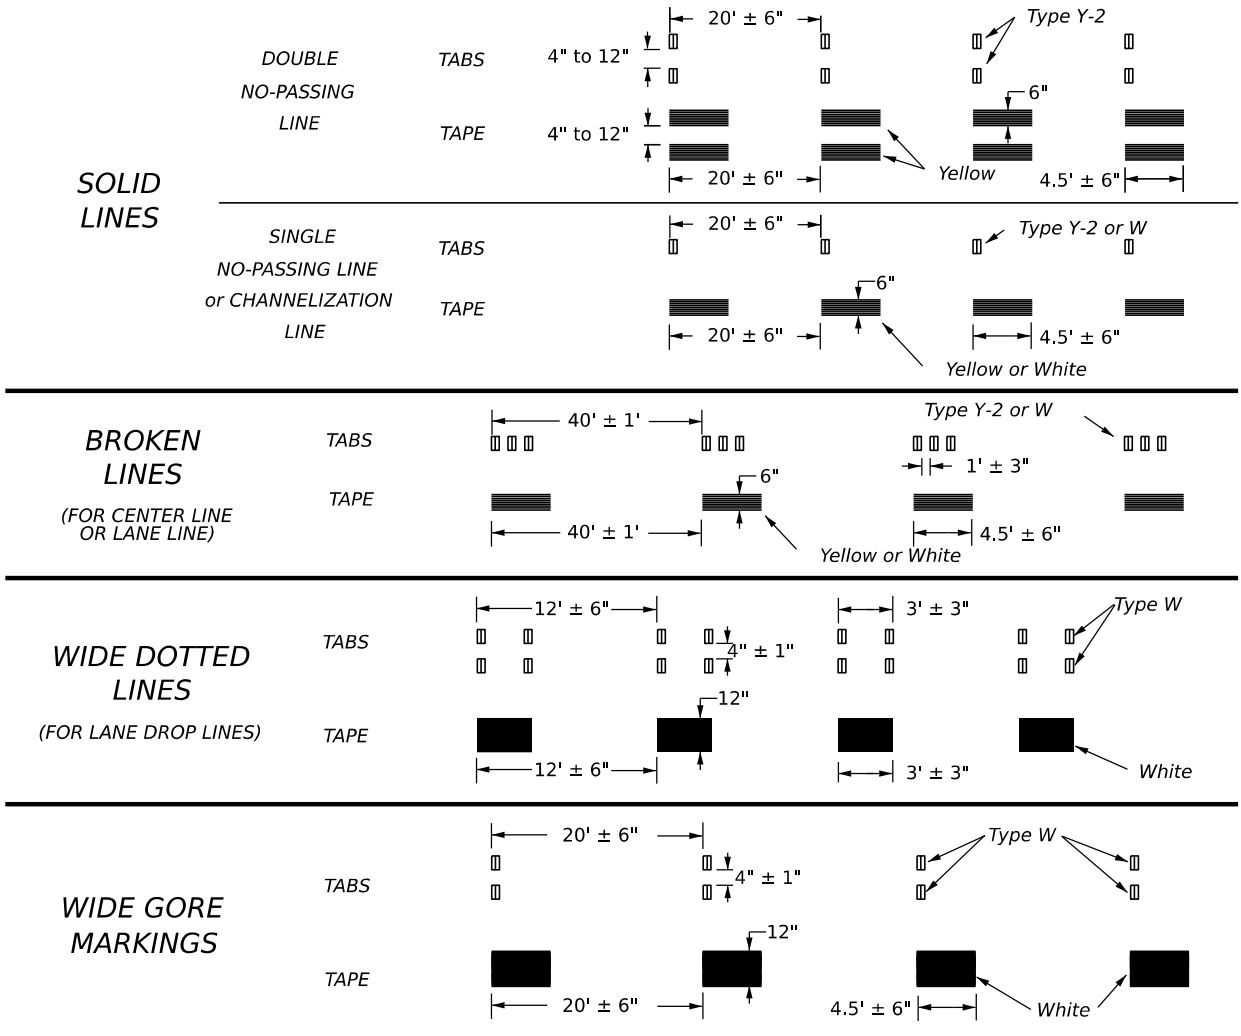 SOLID
LINES
DOUBLE
NO-PASSING
LINE
TABS
20' ± 6"
4" to 12"
Type Y-2
TAPE
4" to 12"
6"
Yellow
20' ± 6"
4.5' ± 6"
SINGLE
NO-PASSING LINE
or CHANNELIZATION
LINE
TABS
20' ± 6"
Type Y-2 or W
TAPE
6"
20' ± 6"
4.5' ± 6"
Yellow or White
BROKEN
LINES
(FOR CENTER LINE
OR LANE LINE)
TABS
40' ± 1'
Type Y-2 or W
1' ± 3"
TAPE
6"
40' ± 1'
4.5' ± 6"
Yellow or White
WIDE DOTTED
LINES
(FOR LANE DROP LINES)
TABS
12' ± 6"
3' ± 3"
Type W
4" ± 1"
TAPE
12"
12' ± 6"
3' ± 3"
White
WIDE GORE
MARKINGS
TABS
20' ± 6"
Type W
4" ± 1"
TAPE
12"
20' ± 6"
4.5' ± 6"
White